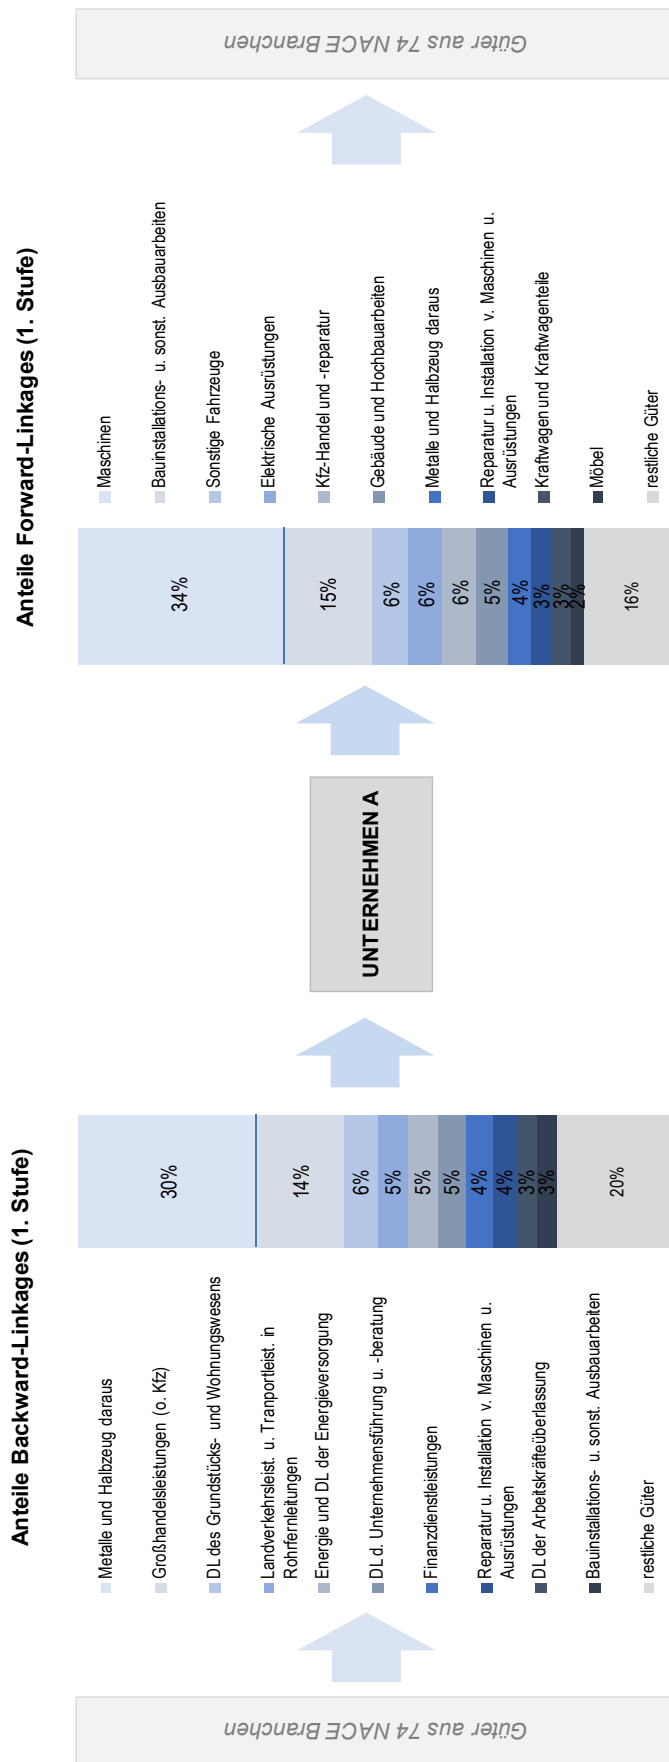 Anteile Backward-Linkages (1. Stufe)
Güter aus 74 NACE Branchen
Metalle und Halbzeug daraus
Großhandelsleistungen (o. Kfz)
DL des Grundstücks- und Wohnungswesens
Landverkehrsleist. u. Tranportleist. in
Rohrfernleitungen
Energie und DL der Energieversorgung
DL d. Unternehmensführung u. -beratung
Finanzdienstleistungen
Reparatur u. Installation v. Maschinen u.
Ausrüstungen
DL der Arbeitskräfteüberlassung
Bauinstallations- u. sonst. Ausbauarbeiten
restliche Güter
30%
14%
6%
5%
5%
5%
4%
4%
3%
3%
20%
UNTERNEHMEN A
Anteile Forward-Linkages (1. Stufe)
34%
15%
6%
6%
6%
5%
4%
3%
3%
2%
16%
Maschinen
Bauinstallations- u. sonst. Ausbauarbeiten
Sonstige Fahrzeuge
Elektrische Ausrüstungen
Kfz-Handel und -reparatur
Gebäude und Hochbauarbeiten
Metalle und Halbzeug daraus
Reparatur u. Installation v. Maschinen u.
Ausrüstungen
Kraftwagen und Kraftwagenteile
Möbel
restliche Güter
Güter aus 74 NACE Branchen